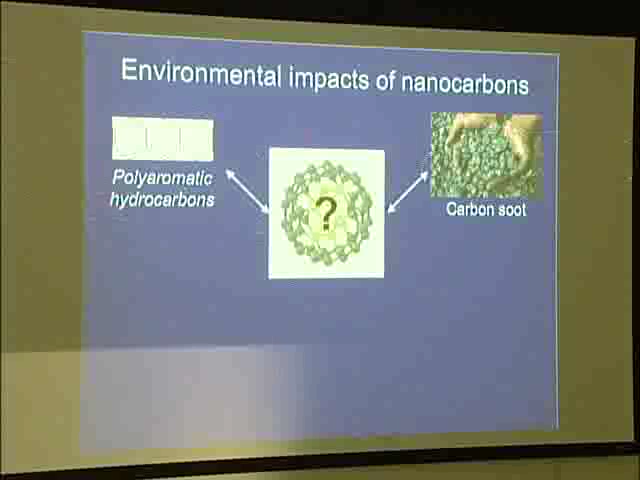 Environmental impacts of nanocarbons
Polyaromatic
hydrocarbons
?
Carbon soot